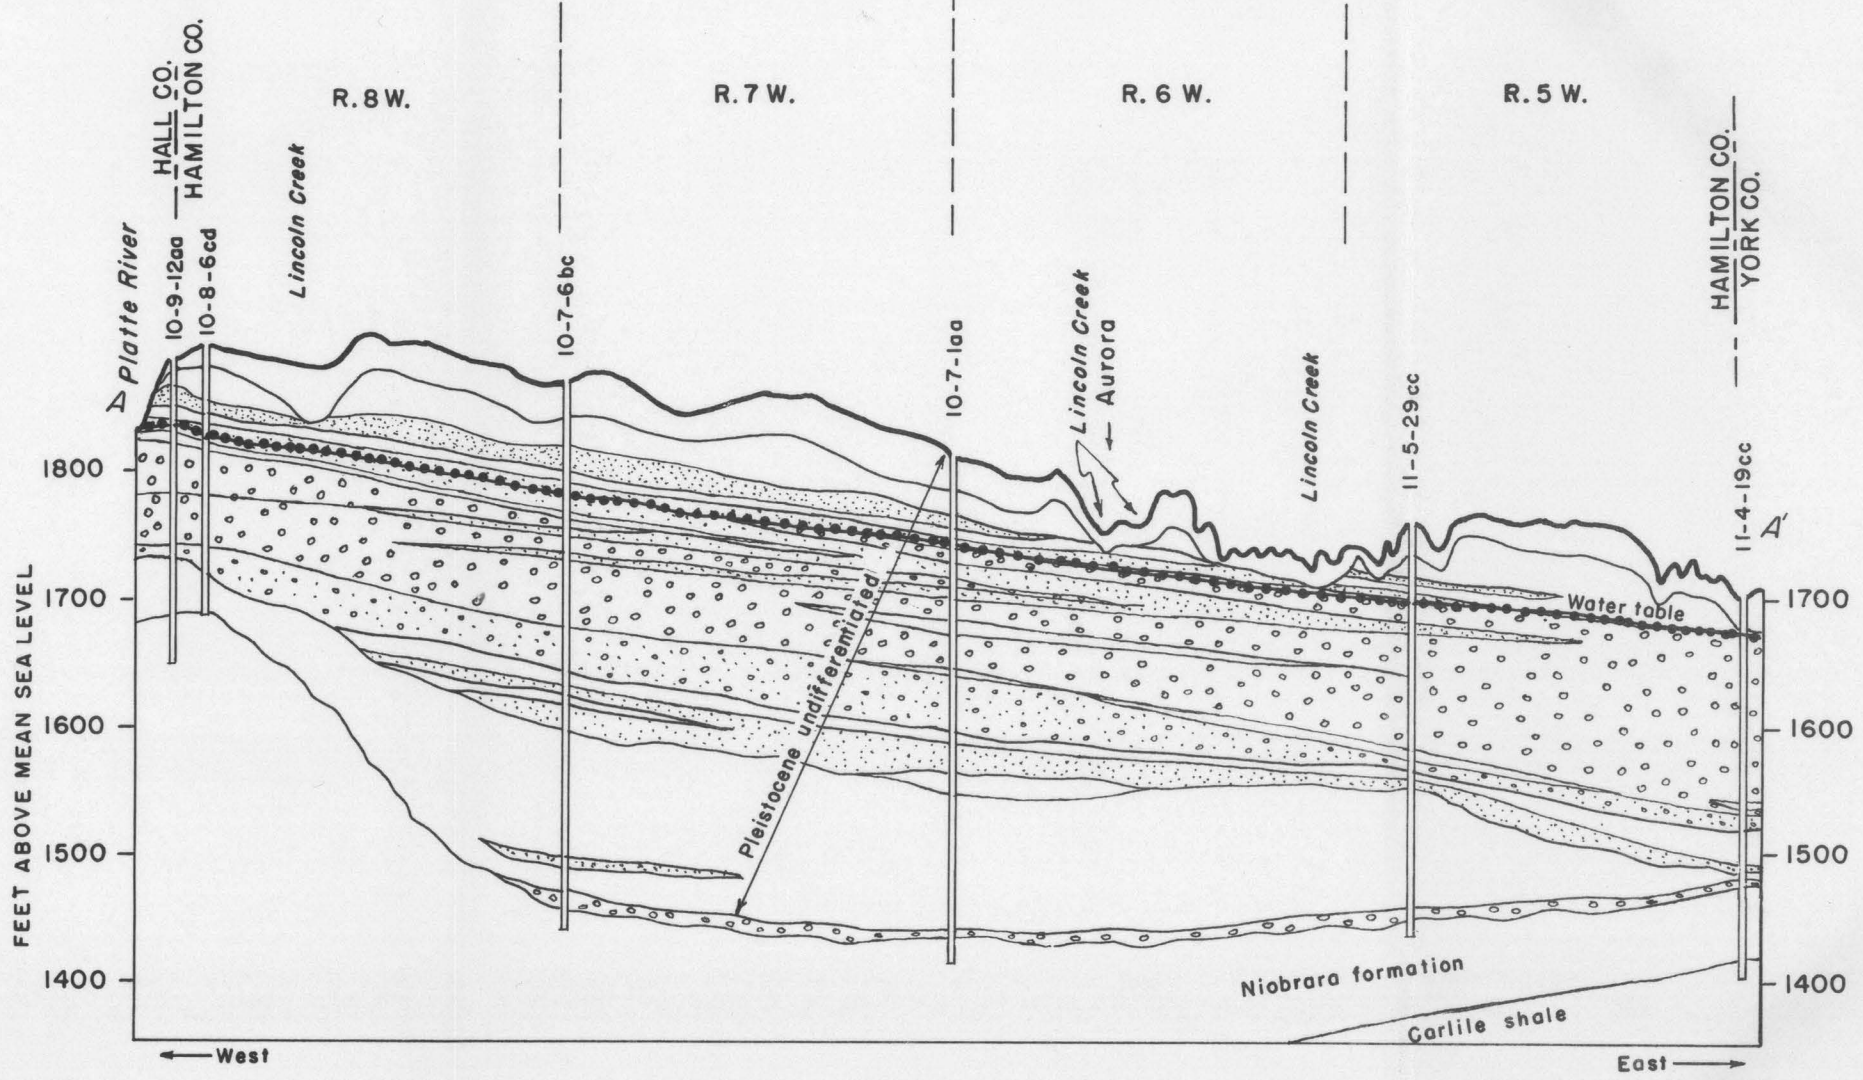 HALL CO.
HAMILTON CO.
R. 8 W.
R. 7 W.
R. 6 W.
R. 5 W.
HAMILTON CO.
YORK CO.
Platte River
10-9-12aa
10-8-6cd
Lincoln Creek
10-7-6bc
10-7-1aa
Lincoln Creek
Aurora
Lincoln Creek
11-5-29cc
11-4-19cc
A
A'
FEET ABOVE MEAN SEA LEVEL
1800
1700
1600
1500
1400
1700
1600
1500
1400
Water table
Pleistocene undifferentiated
Niobrara formation
Carlile shale
West
East